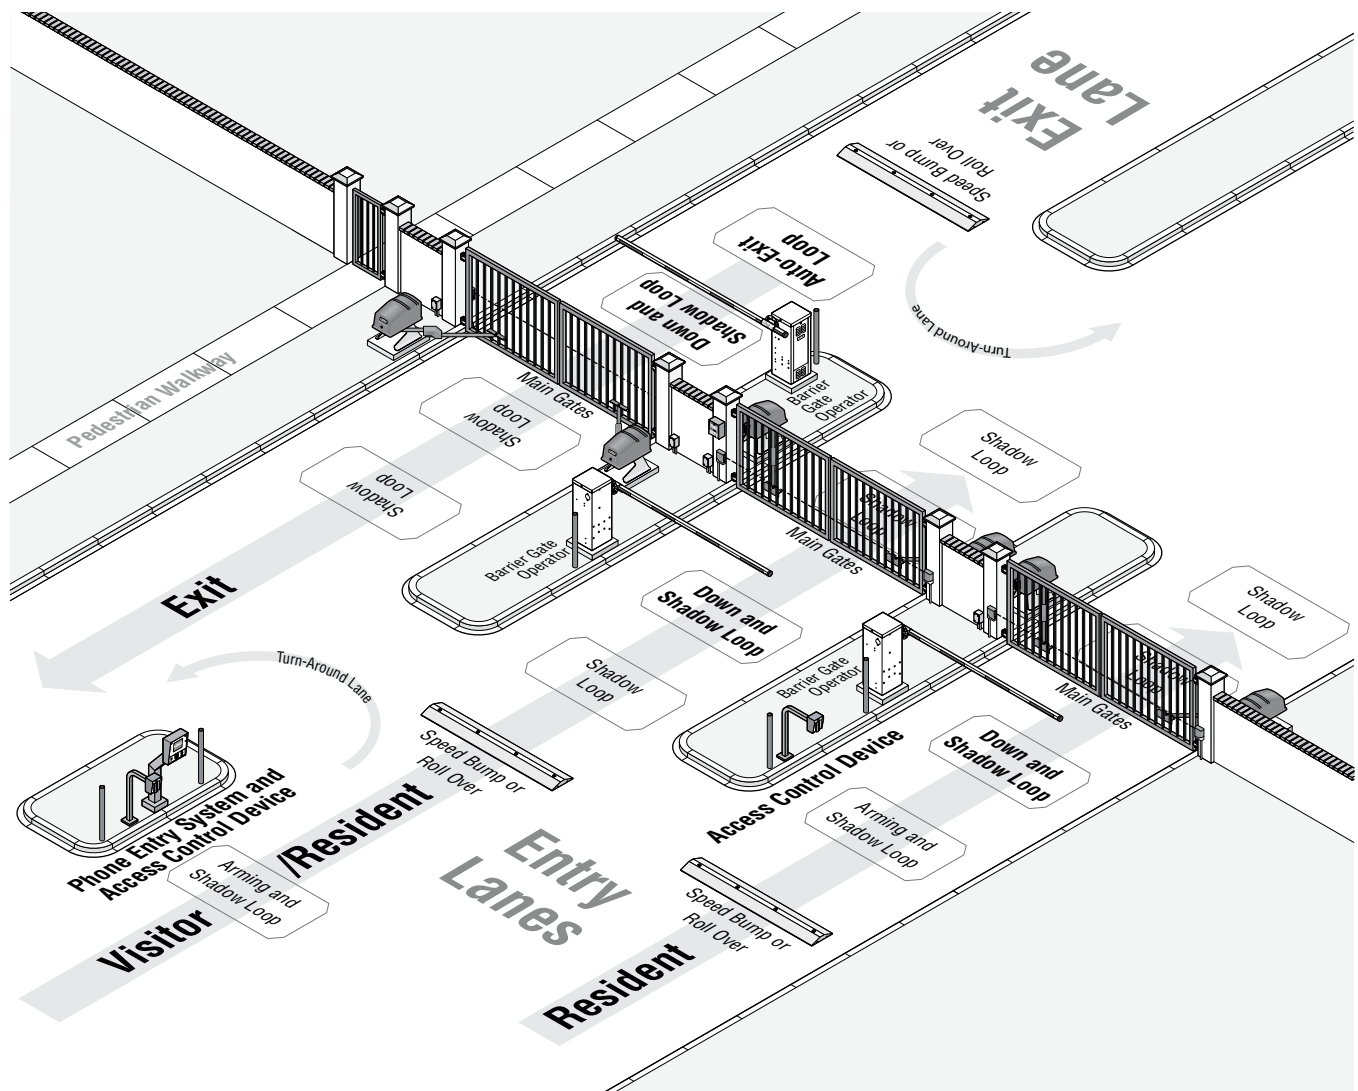 Exit
Lane
Speed Bump or
Roll Over
Auto-Exit
Loop
Down and
Shadow Loop
Turn-Around Lane
Pedestrian Walkway
Main Gates
Barrier
Gate
Operator
Shadow
Loop
Shadow
Loop
Shadow
Loop
Shadow
Loop
Main Gates
Barrier Gate
Operator
Exit
Down and
Shadow Loop
Shadow
Loop
Shadow
Loop
Shadow
Loop
Main Gates
Barrier Gate
Operator
Turn-Around Lane
Speed Bump or
Roll Over
Access Control Device
Down and
Shadow Loop
Arming and
Shadow Loop
Phone Entry System and
Access Control Device
Arming and
Shadow Loop
Visitor
/Resident
Entry
Lanes
Speed Bump or
Roll Over
Resident